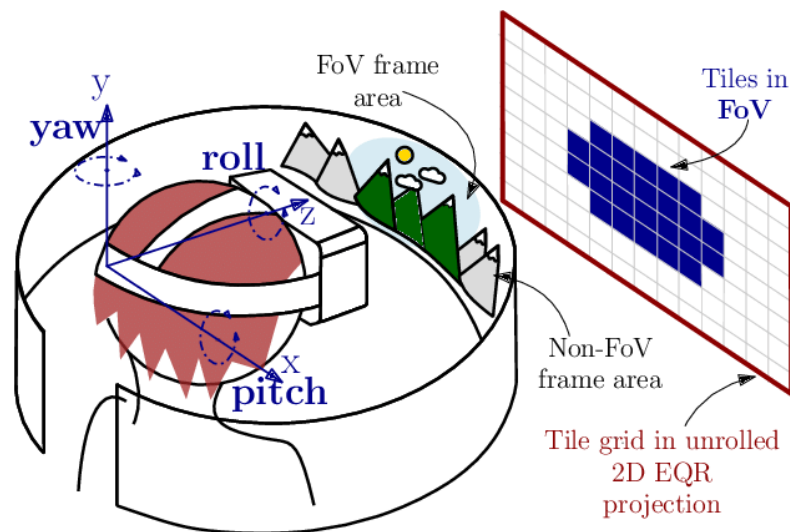 FoV frame
area
Tiles in
FoV
y
yaw
roll
z
x
pitch
Non-FoV
frame area
Tile grid in unrolled
2D EQR
projection